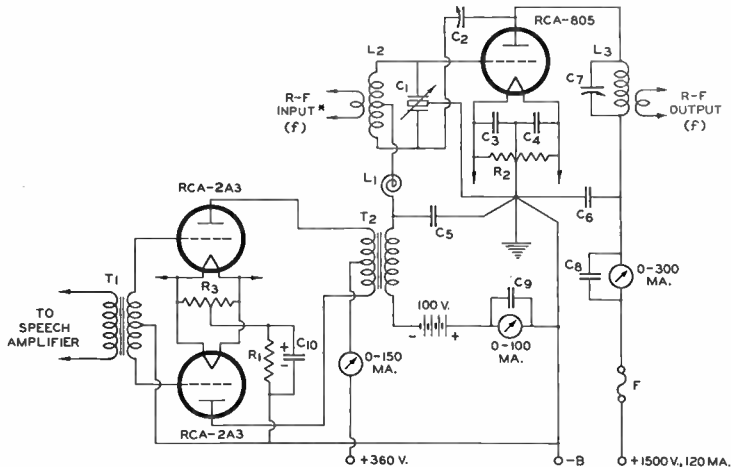 RCA-805
C2
L2
L3
C1
C7
R-F
INPUT*
(f)
R-F
OUTPUT
(f)
C3
C4
R2
RCA-2A3
L1
T2
C5
C6
T1
R3
C8
0-300
MA.
C9
100 V.
- +
TO
SPEECH
AMPLIFIER
R1
+
-
C10
0-100
MA.
0-150
MA.
F
RCA-2A3
+360 V.
-B
+1500 V., 120 MA.